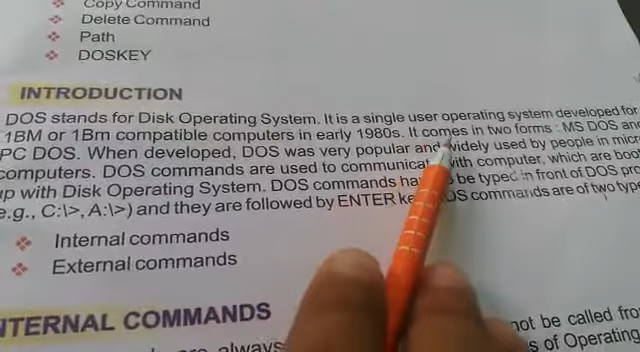 Copy Command
Delete Command
Path
DOSKEY
INTRODUCTION
DOS stands for Disk Operating System. It is a single user operating system developed for
1BM or 1Bm compatible computers in early 1980s. It comes in two forms : MS DOS and
PC DOS. When developed, DOS was very popular and widely used by people in
computers. DOS commands are used to communicat with computer, which are
up with Disk Operating System. DOS commands be typed in front of DOS
e.g., C:\>, A:\>) and they are followed by ENTER commands are of two
Internal commands
External commands
NTERNAL COMMANDS
always
not be called
s of Operating